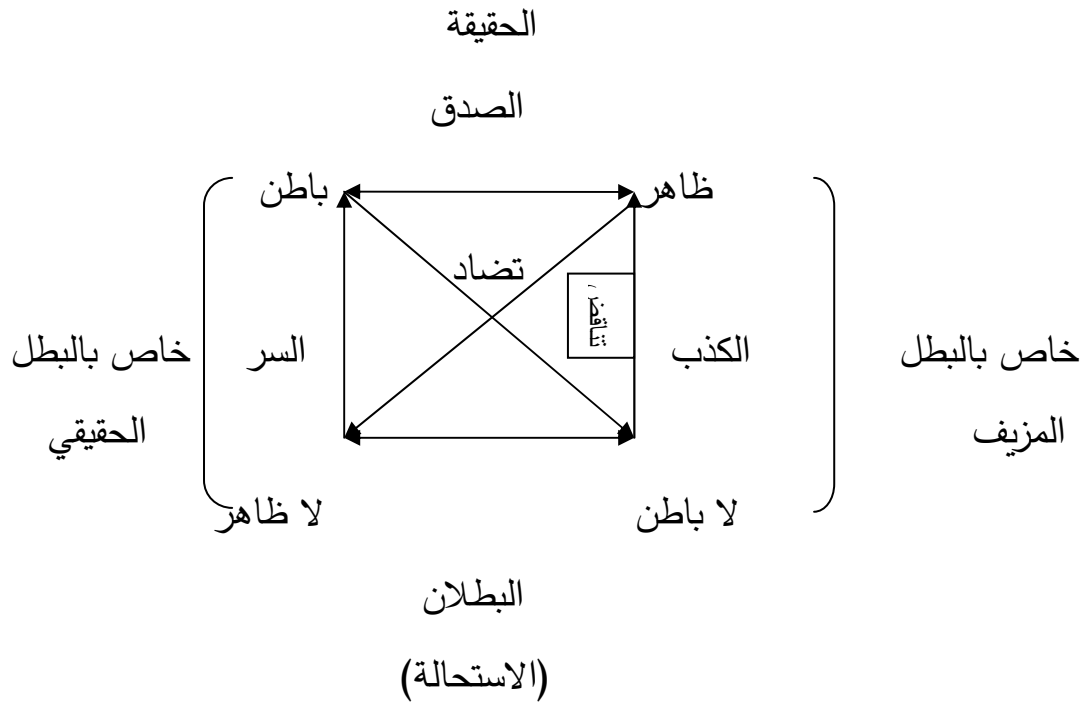 الحقيقة
الصدق
ظاهر
باطن
تضاد
تناقض
خاص بالبطل
المزيف
الكذب
السر
خاص بالبطل
الحقيقي
لا باطن
لا ظاهر
البطلان
(الاستحالة)